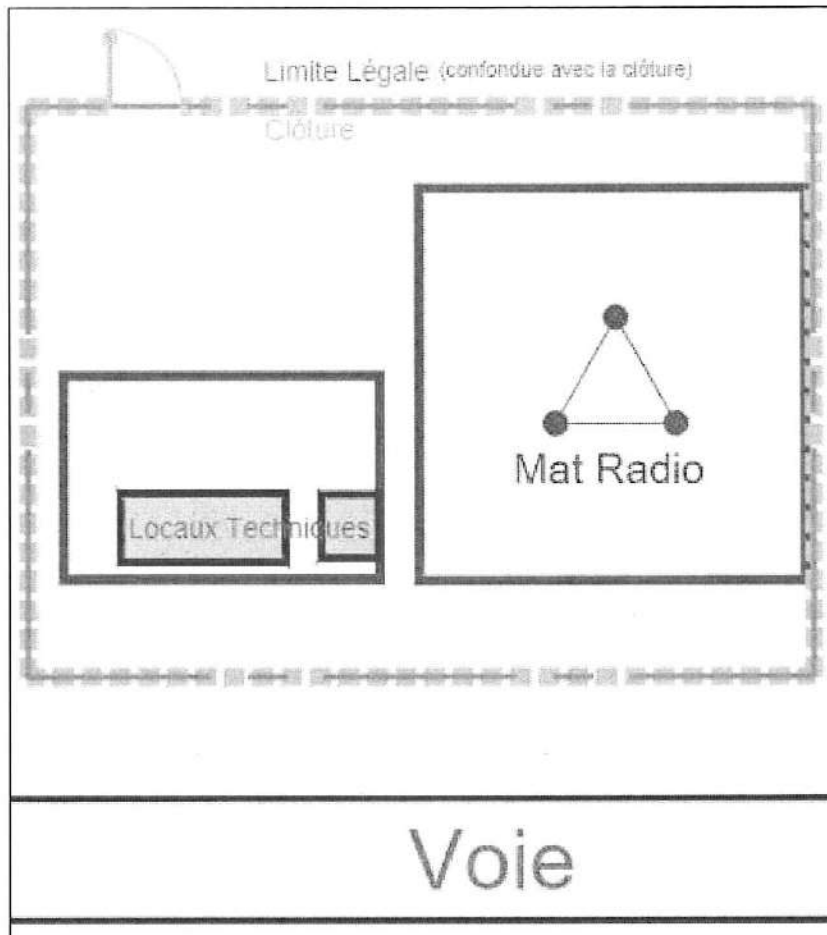 Limite Légale (confondue avec la clôture)
Clôture
Mat Radio
Locaux Techniques
Voie